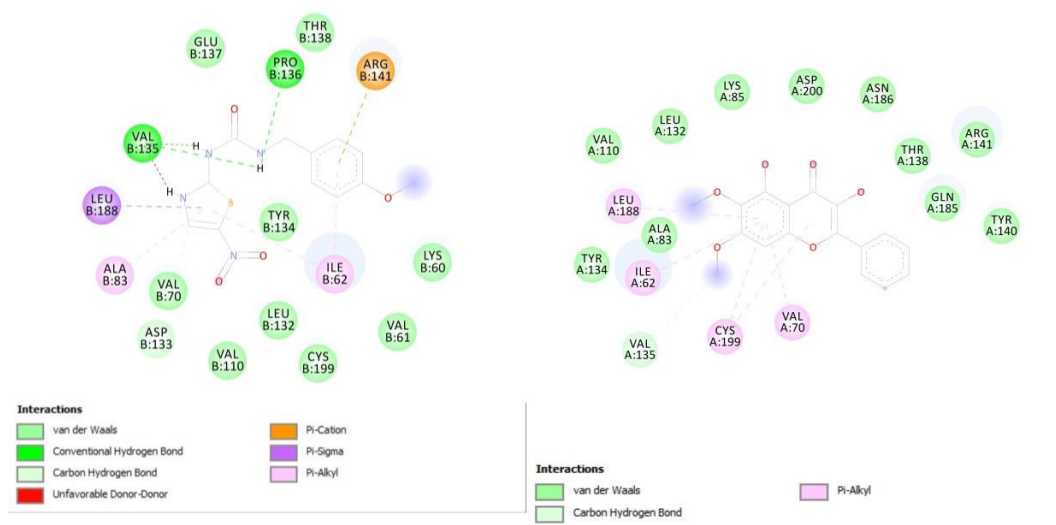 GLU
B:137
THR
B:138
PRO
B:136
ARG
B:141
VAL
B:135
LEU
B:188
ALA
B:83
VAL
B:70
TYR
B:134
ILE
B:62
LYS
B:60
ASP
B:133
VAL
B:110
LEU
B:132
CYS
B:199
VAL
B:61
O
H
N
N
H
H
N
S
O
N
O
O
Interactions
van der Waals
Conventional Hydrogen Bond
Carbon Hydrogen Bond
Unfavorable Donor-Donor
Pi-Cation
Pi-Sigma
Pi-Alkyl
LYS
A:85
ASP
A:200
ASN
A:186
LEU
A:132
VAL
A:110
THR
A:138
ARG
A:141
LEU
A:188
ALA
A:83
GLN
A:185
TYR
A:140
TYR
A:134
ILE
A:62
VAL
A:135
CYS
A:199
VAL
A:70
O
O
O
O
O
O
Interactions
van der Waals
Carbon Hydrogen Bond
Pi-Alkyl